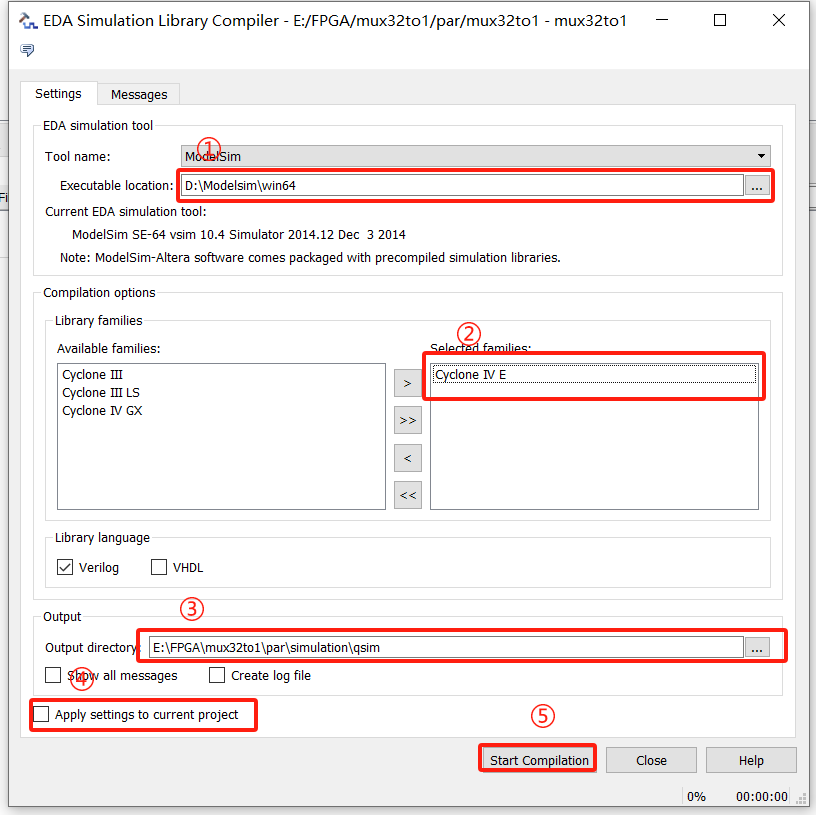 EDA Simulation Library Compiler - E:/FPGA/mux32to1/par/mux32to1 - mux32to1
Settings
Messages
EDA simulation tool
①
Tool name: ModelSim
Executable location: D:\Modelsim\win64 ...
Fi
Current EDA simulation tool:
ModelSim SE-64 vsim 10.4 Simulator 2014.12 Dec 3 2014
Note: ModelSim-Altera software comes packaged with precompiled simulation libraries.
Compilation options
Library families
②
Available families:
Selected families:
Cyclone III
Cyclone III LS
Cyclone IV GX
>
>>
<
<<
Cyclone IV E
Library language
Verilog
VHDL
Output
③
Output directory: E:\FPGA\mux32to1\par\simulation\qsim ...
④
Show all messages
Create log file
Apply settings to current project
⑤
Start Compilation
Close
Help
0%
00:00:00